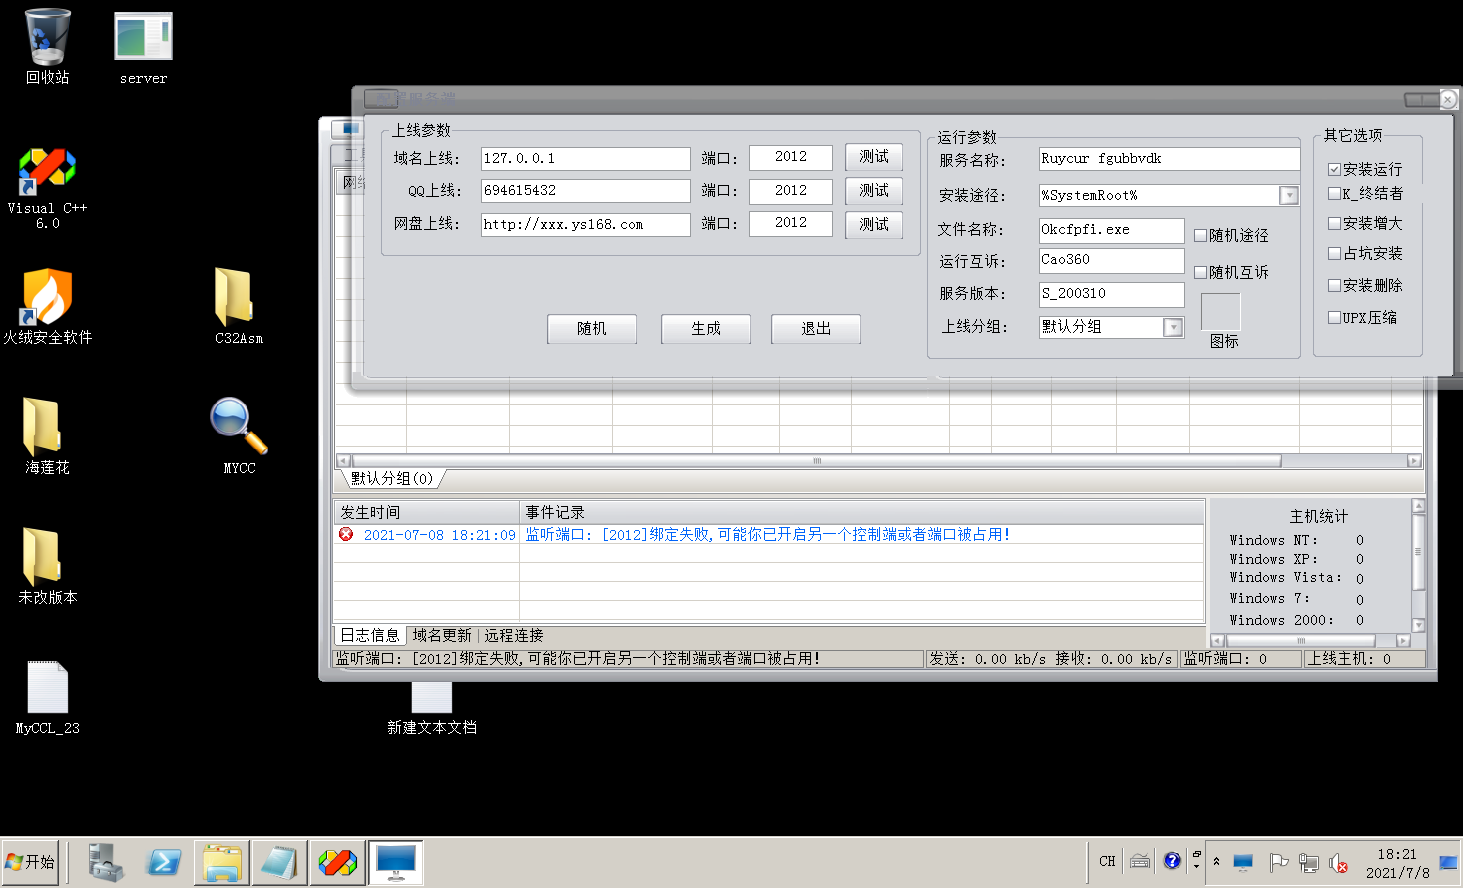 回收站
server
Visual C++
6.0
火绒安全软件
C32Asm
海莲花
MYCC
未改版本
MyCCL_23
新建文本文档
配置服务端
上线参数
域名上线: 127.0.0.1 端口: 2012 测试
QQ上线: 694615432 端口: 2012 测试
网盘上线: http://xxx.ys168.com 端口: 2012 测试
随机 生成 退出
运行参数
服务名称: Ruycur fgubbvdk
安装途径: %SystemRoot%
文件名称: Okcfpfi.exe 随机途径
运行互诉: Cao360 随机互诉
服务版本: S_200310
上线分组: 默认分组 图标
其它选项
安装运行
K_终结者
安装增大
占坑安装
安装删除
UPX压缩
默认分组(0)
发生时间 事件记录
2021-07-08 18:21:09 监听端口: [2012]绑定失败,可能你已开启另一个控制端或者端口被占用!
主机统计
Windows NT: 0
Windows XP: 0
Windows Vista: 0
Windows 7: 0
Windows 2000: 0
日志信息 域名更新 远程连接
监听端口: [2012]绑定失败,可能你已开启另一个控制端或者端口被占用! 发送: 0.00 kb/s 接收: 0.00 kb/s 监听端口: 0 上线主机: 0
开始 CH 18:21
2021/7/8